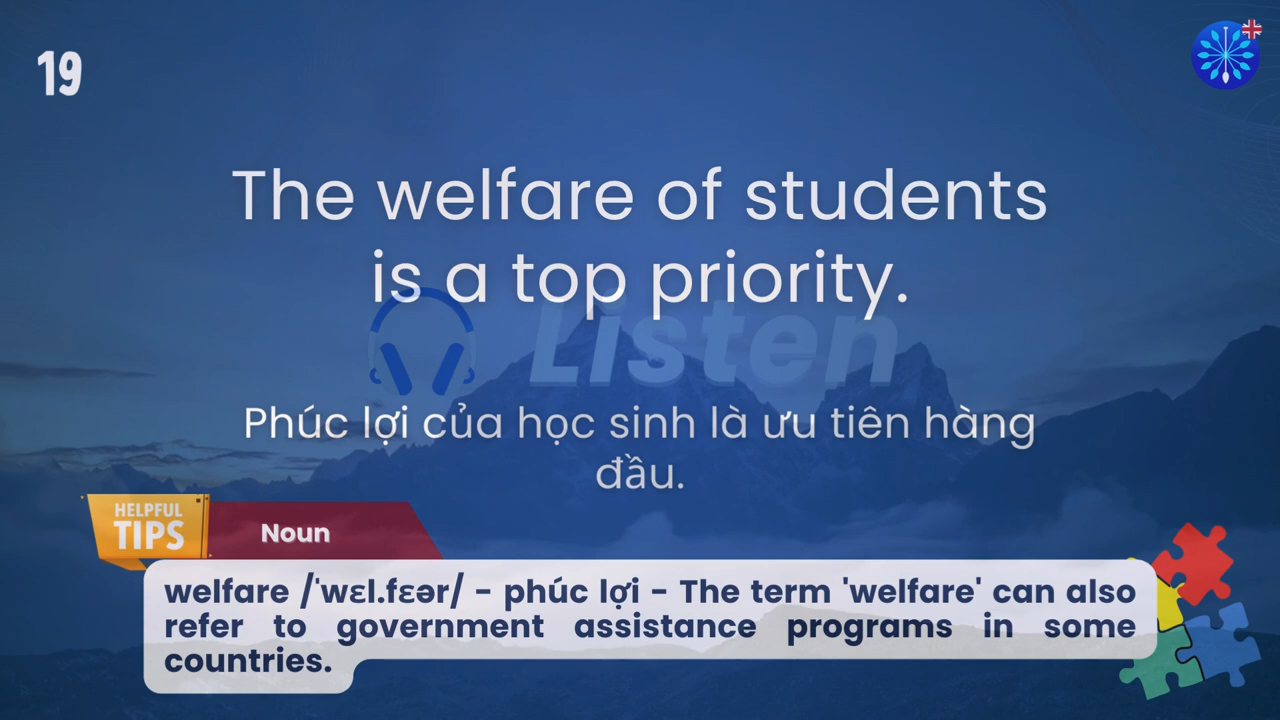 19
The welfare of students
is a top priority.
Listen
Phúc lợi của học sinh là ưu tiên hàng
đầu.
HELPFUL
TIPS
Noun
welfare /ˈwɛl.fɛər/ - phúc lợi - The term 'welfare' can also
refer to government assistance programs in some
countries.